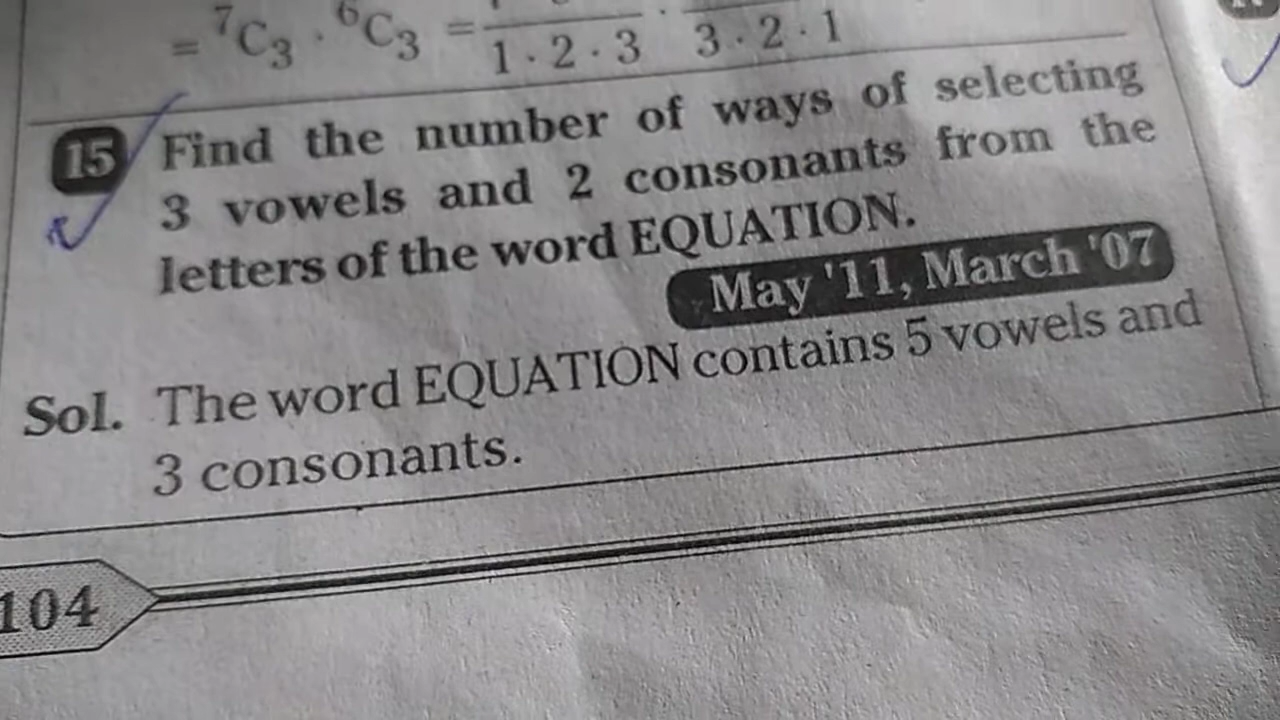 = ⁷C₃ · ⁶C₃ = ——— · ———
1 · 2 · 3 3 · 2 · 1
15 Find the number of ways of selecting
3 vowels and 2 consonants from the
letters of the word EQUATION.
May '11, March '07
Sol. The word EQUATION contains 5 vowels and
3 consonants.
104